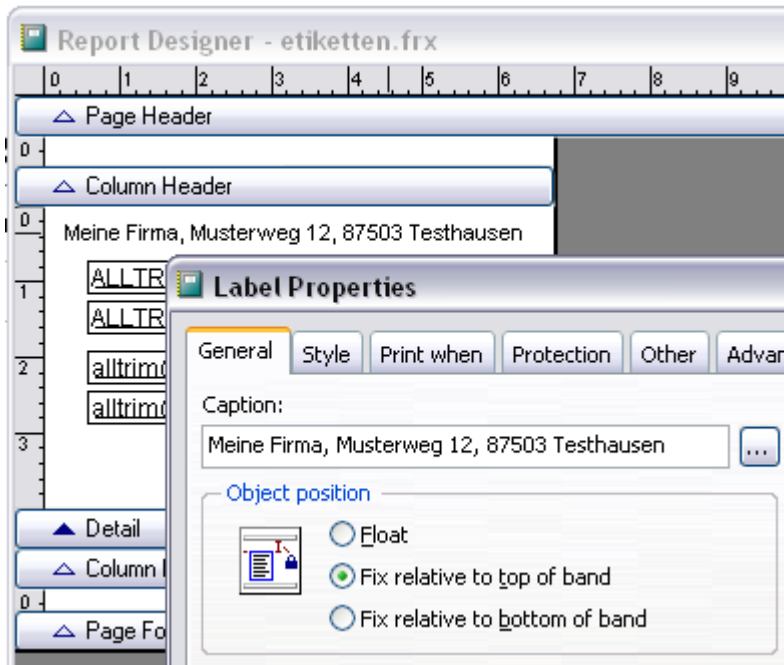 Report Designer - etiketten.frx
0 1 2 3 4 5 6 7 8 9
Page Header
0
Column Header
0
Meine Firma, Musterweg 12, 87503 Testhausen
ALLTR
1
ALLTR
2
alltrim
alltrim
3
Detail
Column
0
Page Fo
Label Properties
General Style Print when Protection Other Advan
Caption:
Meine Firma, Musterweg 12, 87503 Testhausen
...
Object position
Float
Fix relative to top of band
Fix relative to bottom of band